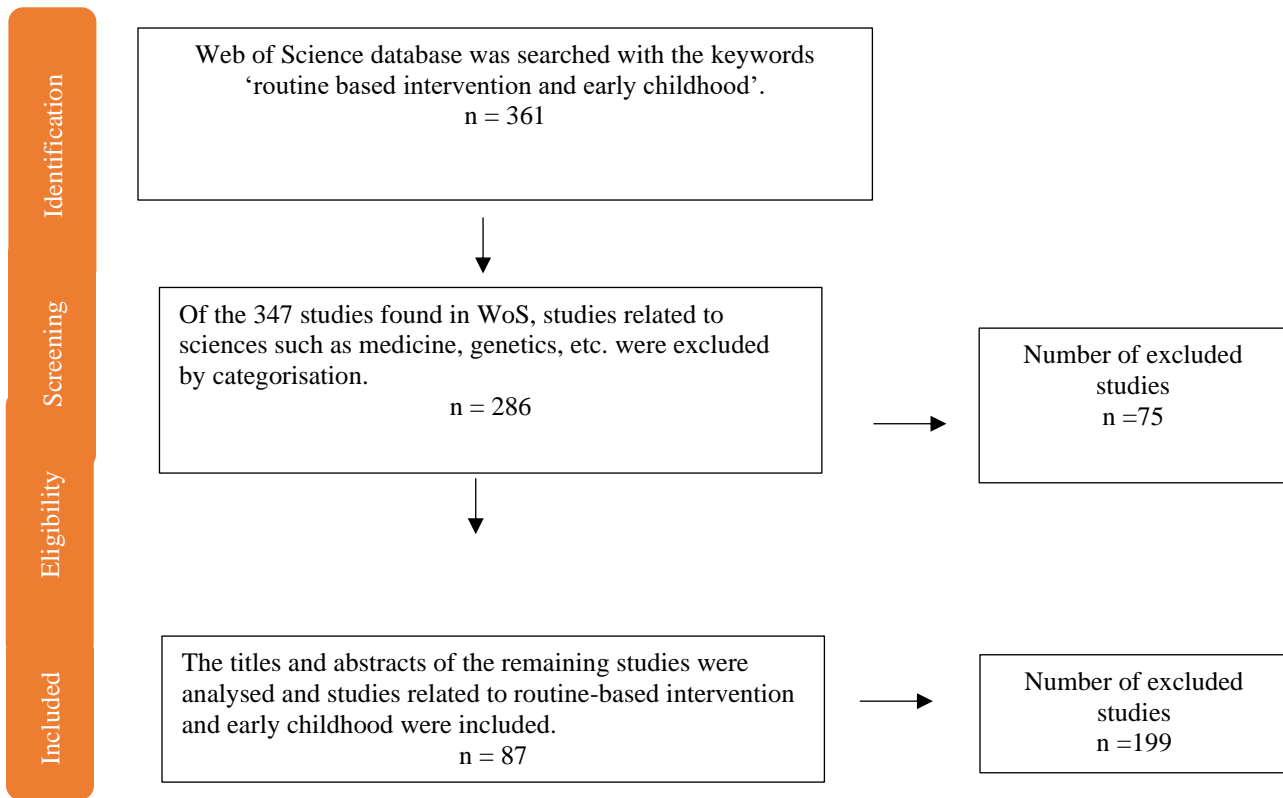 Identification
Web of Science database was searched with the keywords
‘routine based intervention and early childhood’.
n = 361
Screening
Of the 347 studies found in WoS, studies related to
sciences such as medicine, genetics, etc. were excluded
by categorisation.
n = 286
Number of excluded
studies
n =75
Eligibility
Included
The titles and abstracts of the remaining studies were
analysed and studies related to routine-based intervention
and early childhood were included.
n = 87
Number of excluded
studies
n =199